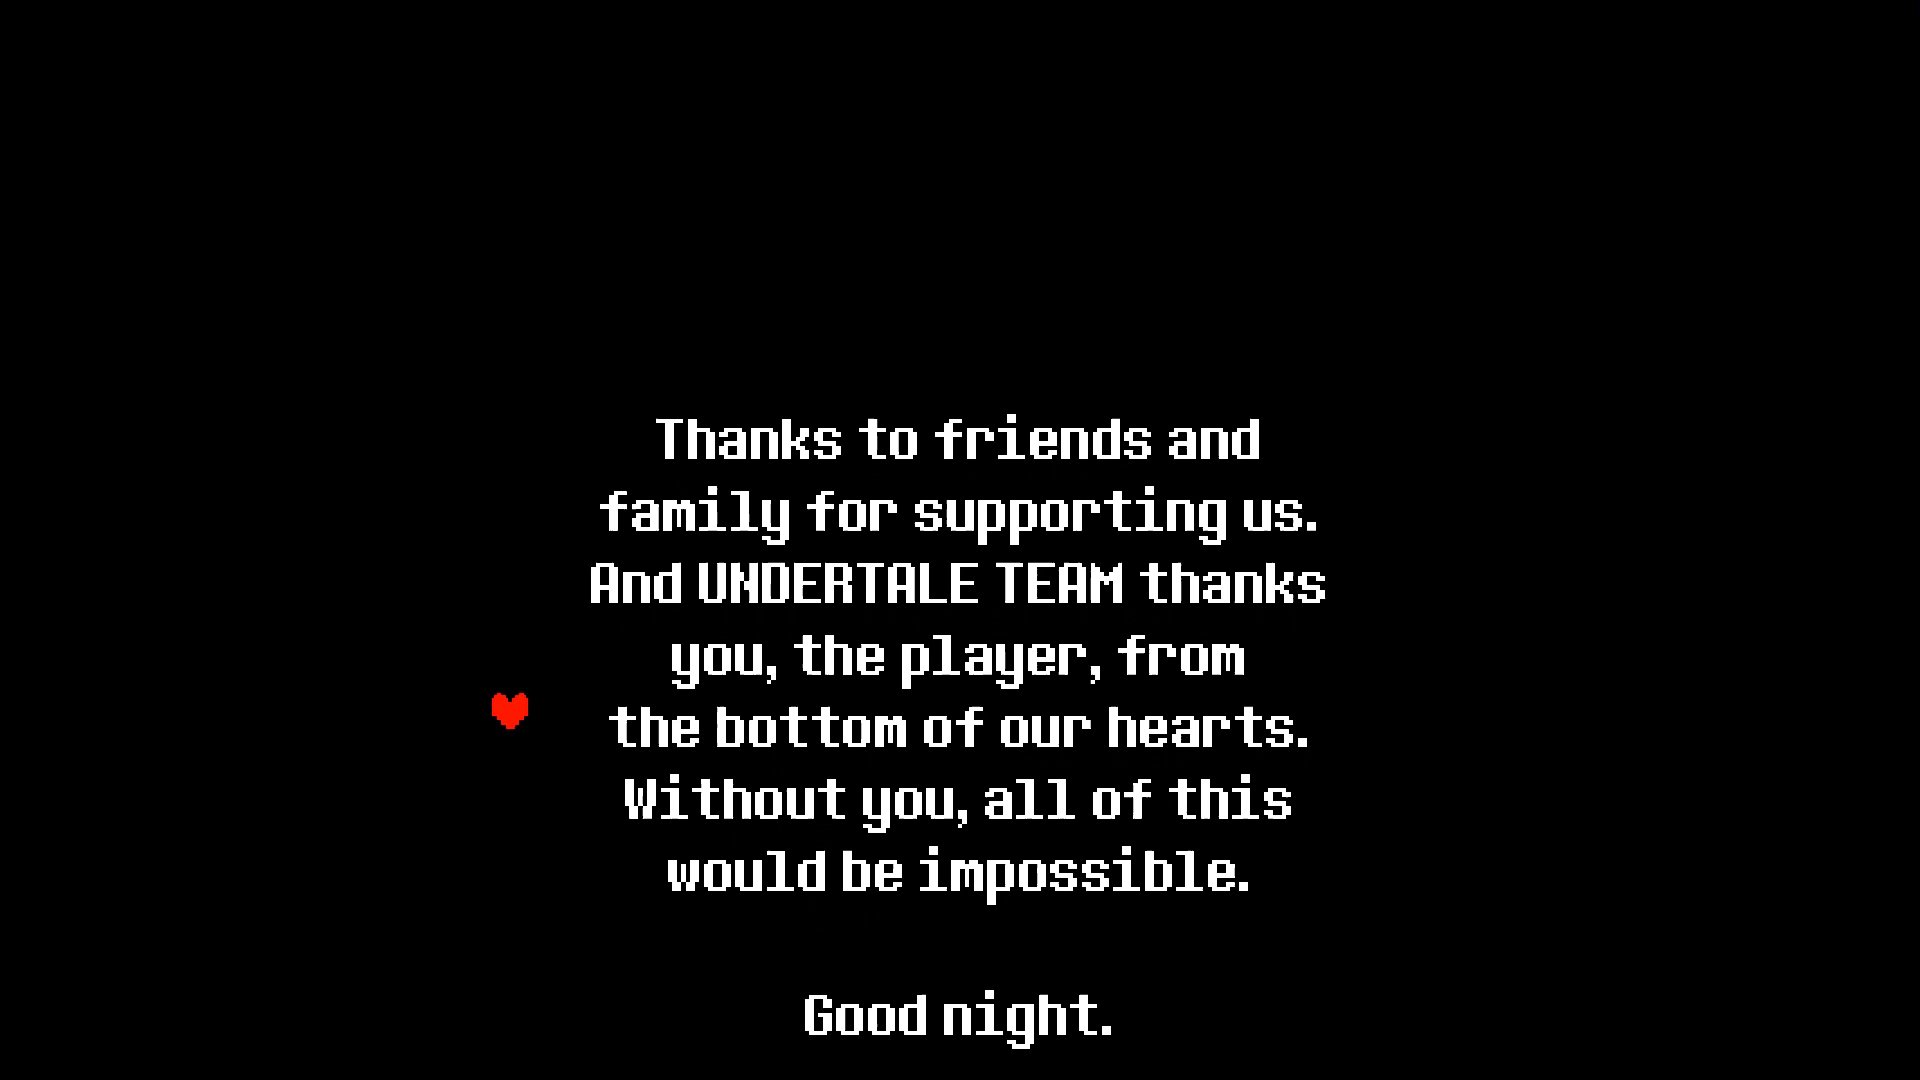 Thanks to friends and
family for supporting us.
And UNDERTALE TEAM thanks
you, the player, from
the bottom of our hearts.
Without you, all of this
would be impossible.
Good night.